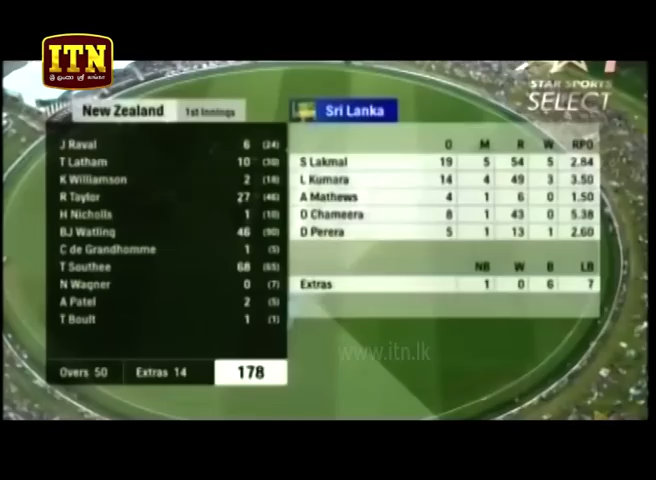 ITN
ශ්‍රී ලංකා ஸ்ரீ லங்கா
STAR SPORTS
SELECT
New Zealand 1st Innings
J Raval 6 (24)
T Latham 10 (30)
K Williamson 2 (18)
R Taylor 27 (46)
H Nicholls 1 (10)
BJ Watling 46 (90)
C de Grandhomme 1 (5)
T Southee 68 (65)
N Wagner 0 (7)
A Patel 2 (5)
T Boult 1 (1)
Overs 50 Extras 14 178
Sri Lanka
O M R W RPO
S Lakmal 19 5 54 5 2.84
L Kumara 14 4 49 3 3.50
A Mathews 4 1 6 0 1.50
D Chameera 8 1 43 0 5.38
D Perera 5 1 13 1 2.60
NB W B LB
Extras 1 0 6 7
www.itn.lk